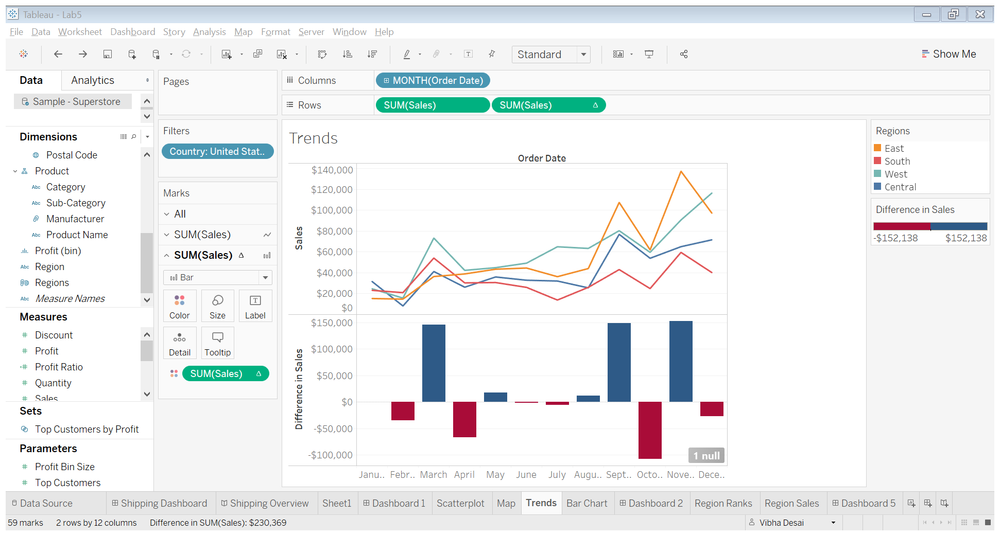 Tableau - Lab5
File Data Worksheet Dashboard Story Analysis Map Format Server Window Help
Standard
Show Me
Data Analytics
Sample - Superstore
Dimensions
Postal Code
Product
Abc Category
Abc Sub-Category
Manufacturer
Abc Product Name
Profit (bin)
Abc Region
Regions
Abc Measure Names
Measures
# Discount
# Profit
=# Profit Ratio
# Quantity
# Sales
Sets
Top Customers by Profit
Parameters
# Profit Bin Size
# Top Customers
Pages
Filters
Country: United Stat..
Marks
All
SUM(Sales)
SUM(Sales) Δ
Bar
Color Size Label
Detail Tooltip
SUM(Sales) Δ
Columns MONTH(Order Date)
Rows SUM(Sales) SUM(Sales) Δ
Trends
Order Date
Sales
$140,000
$120,000
$100,000
$80,000
$60,000
$40,000
$20,000
$0
Difference in Sales
$150,000
$100,000
$50,000
$0
-$50,000
-$100,000
1 null
Janu.. Febr.. March April May June July Augu.. Sept.. Octo.. Nove.. Dece..
Regions
East
South
West
Central
Difference in Sales
-$152,138 $152,138
Data Source Shipping Dashboard Shipping Overview Sheet1 Dashboard 1 Scatterplot Map Trends Bar Chart Dashboard 2 Region Ranks Region Sales Dashboard 5
59 marks 2 rows by 12 columns Difference in SUM(Sales): $230,369 Vibha Desai